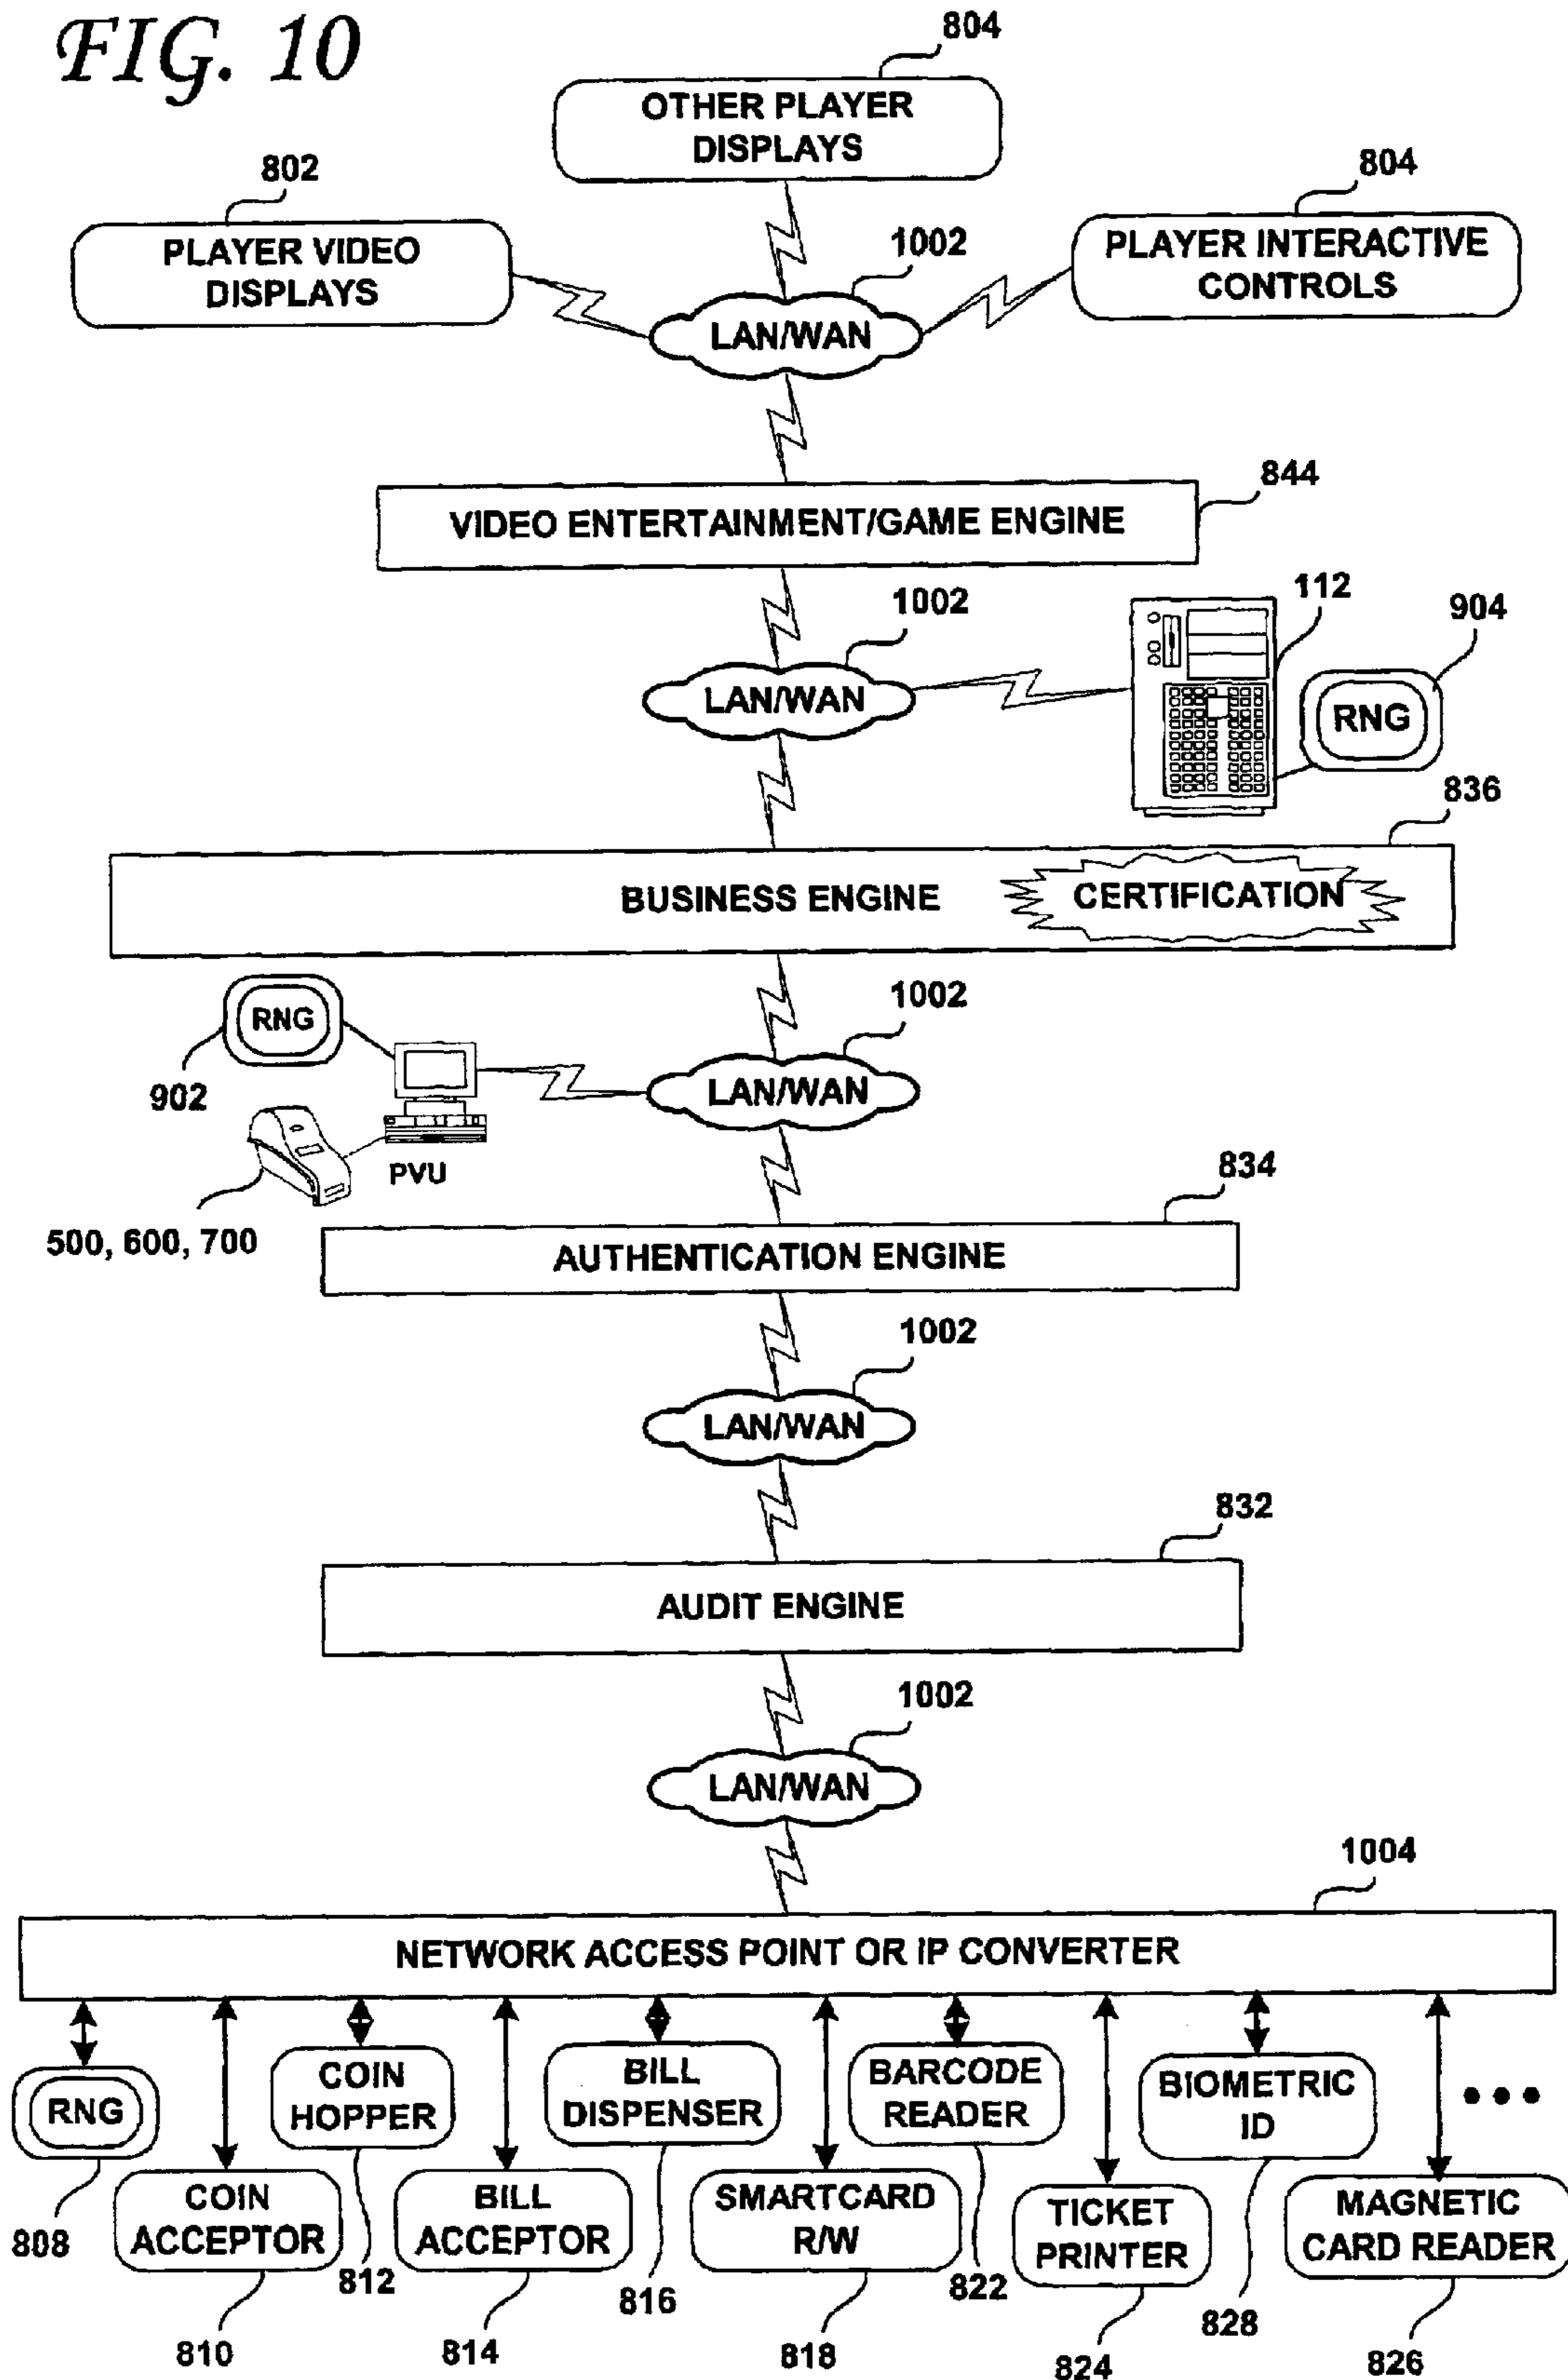 FIG. 10
804
OTHER PLAYER
DISPLAYS
802
804
PLAYER VIDEO
DISPLAYS
1002
PLAYER INTERACTIVE
CONTROLS
LAN/WAN
844
VIDEO ENTERTAINMENT/GAME ENGINE
1002
112
904
LAN/WAN
RNG
836
BUSINESS ENGINE
CERTIFICATION
1002
RNG
902
LAN/WAN
PVU
500, 600, 700
834
AUTHENTICATION ENGINE
1002
LAN/WAN
832
AUDIT ENGINE
1002
LAN/WAN
1004
NETWORK ACCESS POINT OR IP CONVERTER
RNG
COIN
HOPPER
BILL
DISPENSER
BARCODE
READER
BIOMETRIC
ID
808
COIN
ACCEPTOR
812
BILL
ACCEPTOR
816
SMARTCARD
R/W
822
TICKET
PRINTER
828
MAGNETIC
CARD READER
810
814
818
824
826